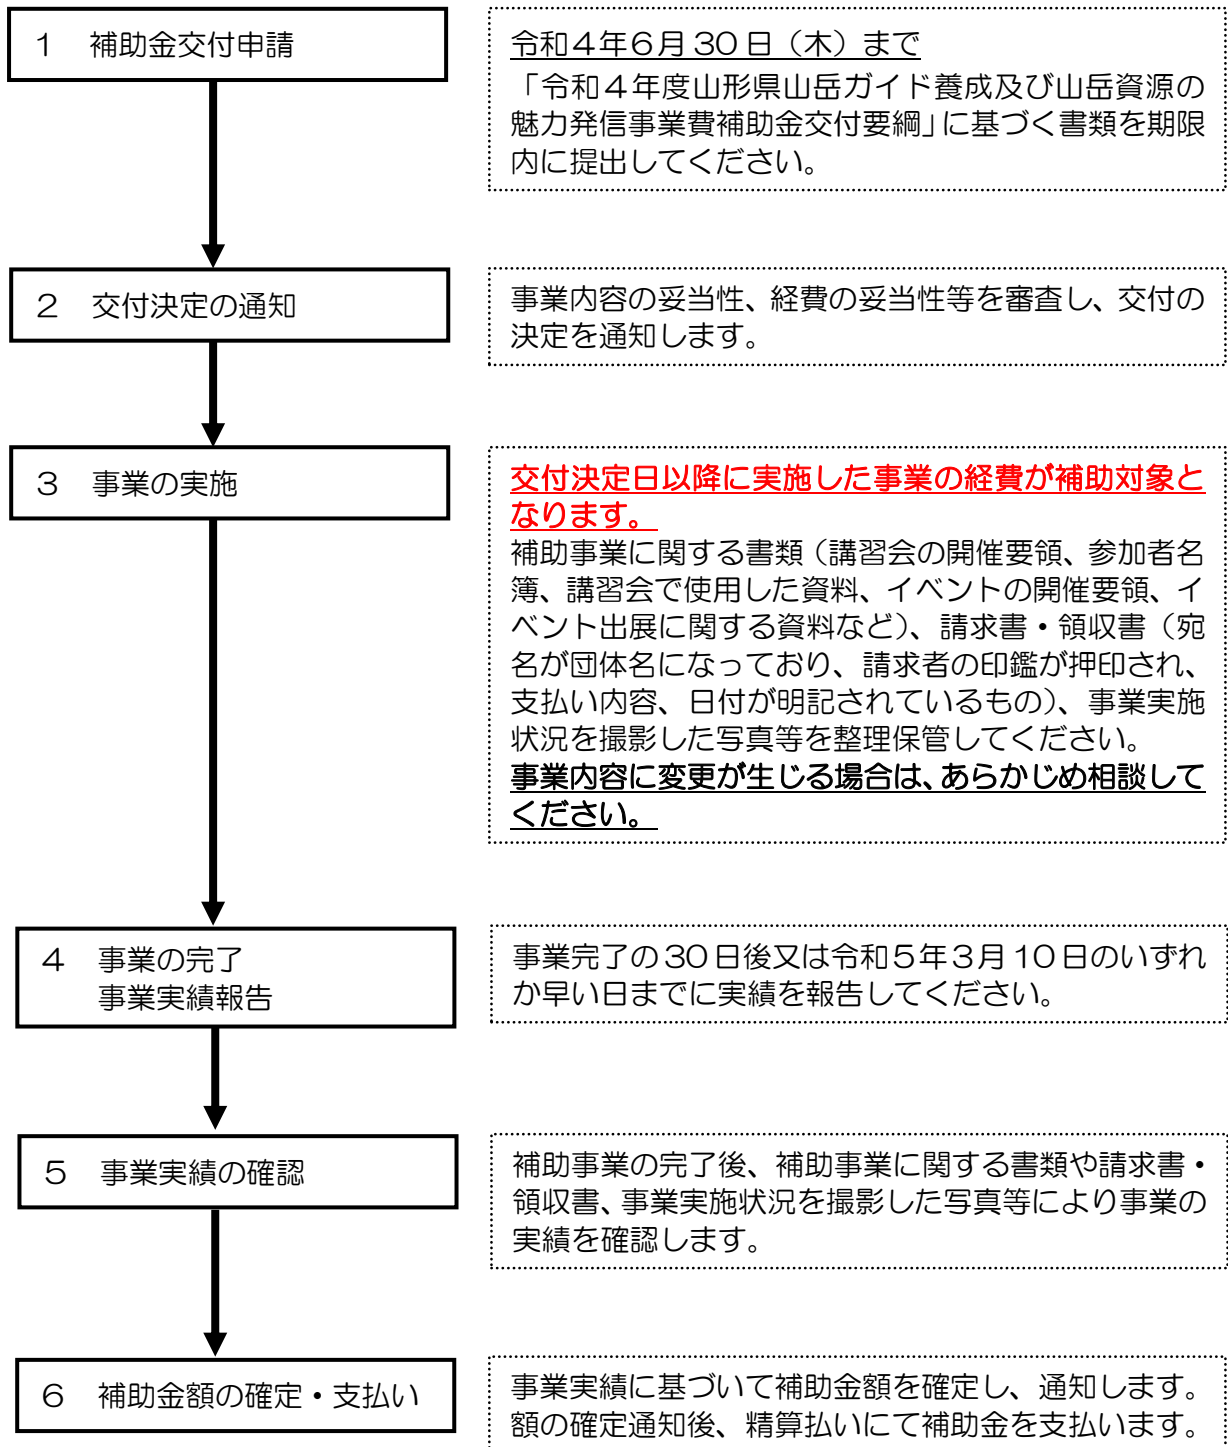 1 補助金交付申請
令和４年６月30日（木）まで
「令和４年度山形県山岳ガイド養成及び山岳資源の
魅力発信事業費補助金交付要綱」に基づく書類を期限
内に提出してください。
2 交付決定の通知
事業内容の妥当性、経費の妥当性等を審査し、交付の
決定を通知します。
3 事業の実施
交付決定日以降に実施した事業の経費が補助対象と
なります。
補助事業に関する書類（講習会の開催要領、参加者名
簿、講習会で使用した資料、イベントの開催要領、イ
ベント出展に関する資料など）、請求書・領収書（宛
名が団体名になっており、請求者の印鑑が押印され、
支払い内容、日付が明記されているもの）、事業実施
状況を撮影した写真等を整理保管してください。
事業内容に変更が生じる場合は、あらかじめ相談して
ください。
4 事業の完了
事業実績報告
事業完了の30日後又は令和５年３月10日のいずれ
か早い日までに実績を報告してください。
5 事業実績の確認
補助事業の完了後、補助事業に関する書類や請求書・
領収書、事業実施状況を撮影した写真等により事業の
実績を確認します。
6 補助金額の確定・支払い
事業実績に基づいて補助金額を確定し、通知します。
額の確定通知後、精算払いにて補助金を支払います。